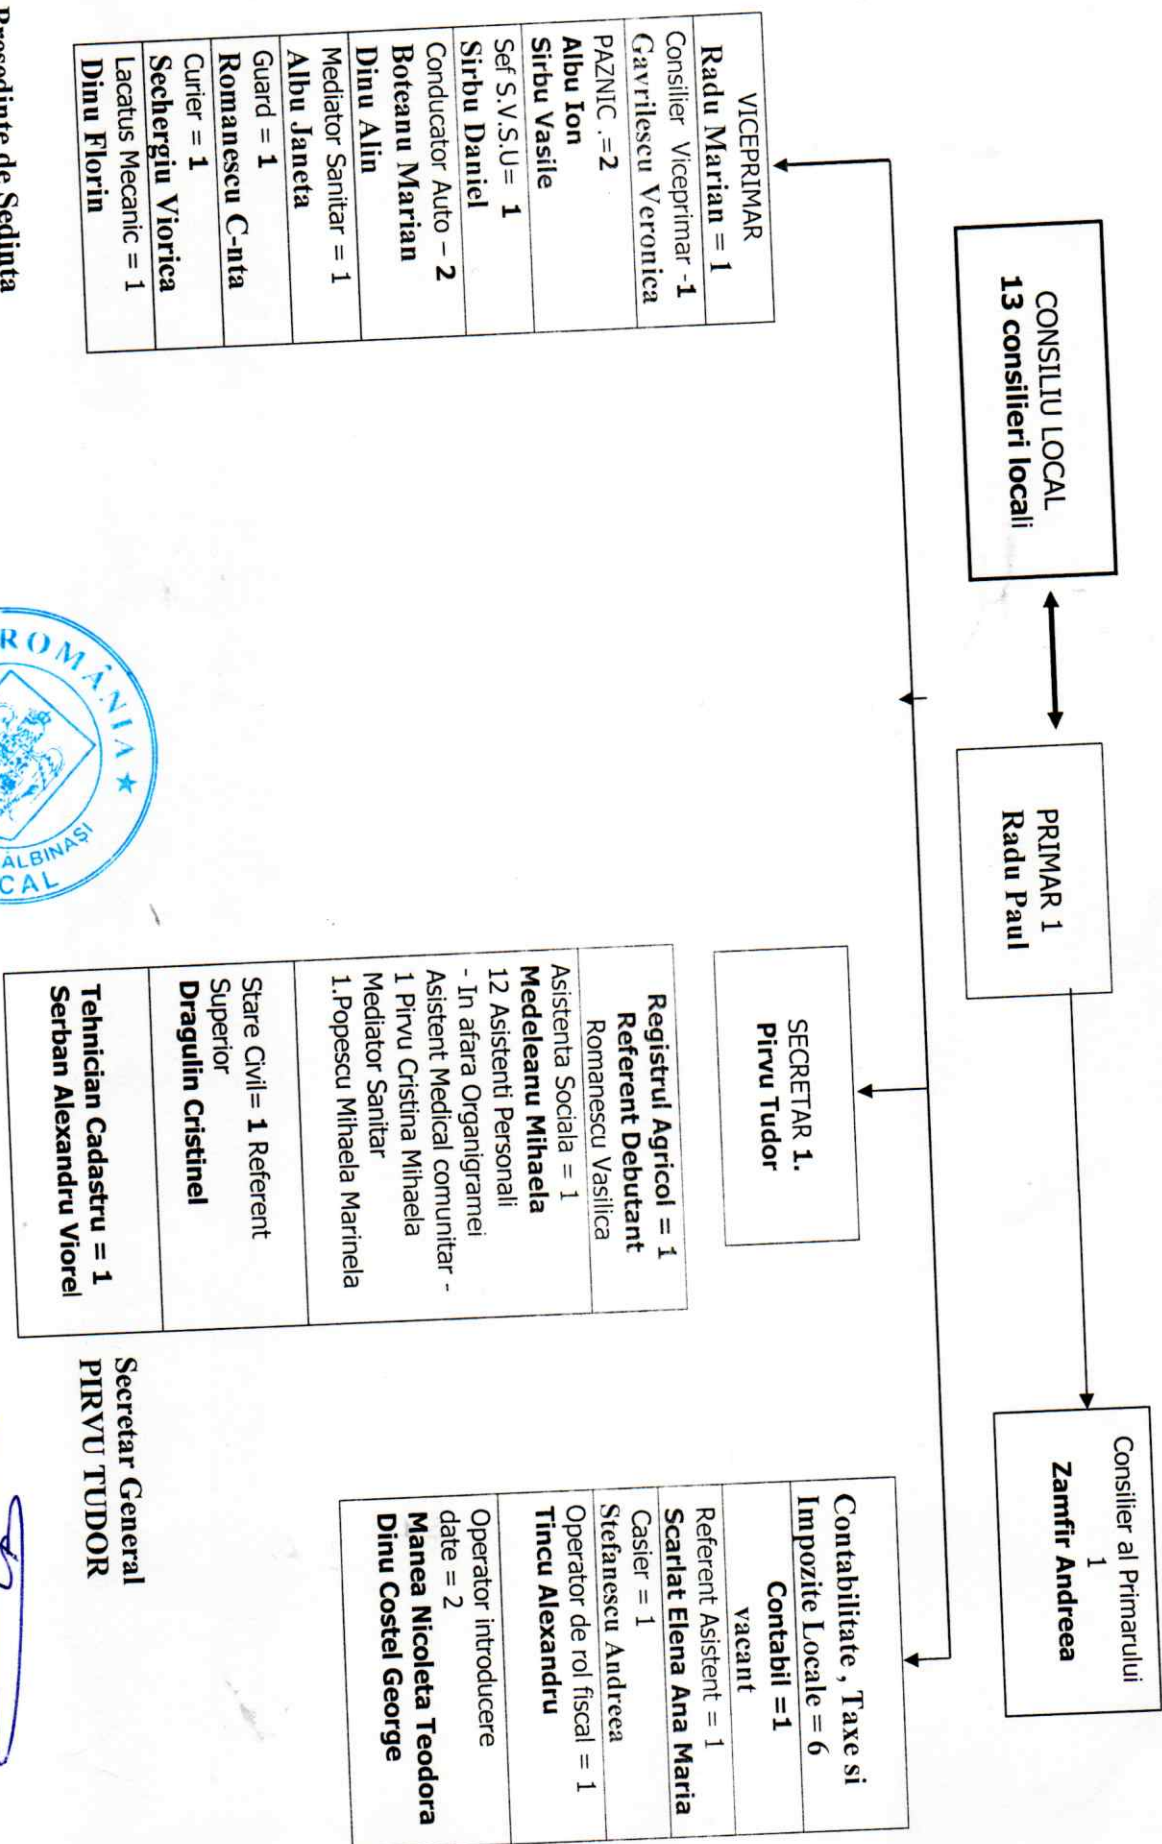 CONSILIU LOCAL
13 consilieri locali
PRIMAR 1
Radu Paul
Consilier al Primarului
1
Zamfir Andreea
VICEPRIMAR
Radu Marian = 1
Consilier Viceprimar -1
Gavrilescu Veronica
PAZNIC .=2
Albu Ion
Sirbu Vasile
Sef S.V.S.U= 1
Sirbu Daniel
Conducator Auto – 2
Boteanu Marian
Dinu Alin
Mediator Sanitar = 1
Albu Janeta
Guard = 1
Romanescu C-nta
Curier = 1
Sechergiu Viorica
Lacatus Mecanic = 1
Dinu Florin
SECRETAR 1.
Pirvu Tudor
Registrul Agricol = 1
Referent Debutant
Romanescu Vasilica
Asistenta Sociala = 1
Medeleanu Mihaela
12 Asistenti Personali
- In afara Organigramei
Asistent Medical comunitar -
1 Pirvu Cristina Mihaela
Mediator Sanitar
1.Popescu Mihaela Marinela
Stare Civil= 1 Referent
Superior
Dragulin Cristinel
Tehnician Cadastru = 1
Serban Alexandru Viorel
Contabilitate , Taxe si
Impozite Locale = 6
Contabil =1
vacant
Referent Asistent = 1
Scarlat Elena Ana Maria
Casier = 1
Stefanescu Andreea
Operator de rol fiscal = 1
Tincu Alexandru
Operator introducere
date = 2
Manea Nicoleta Teodora
Dinu Costel George
Presedinte de Sedinta
ROMÂNIA ★
ĂLBINAȘI
CAL
Secretar General
PIRVU TUDOR